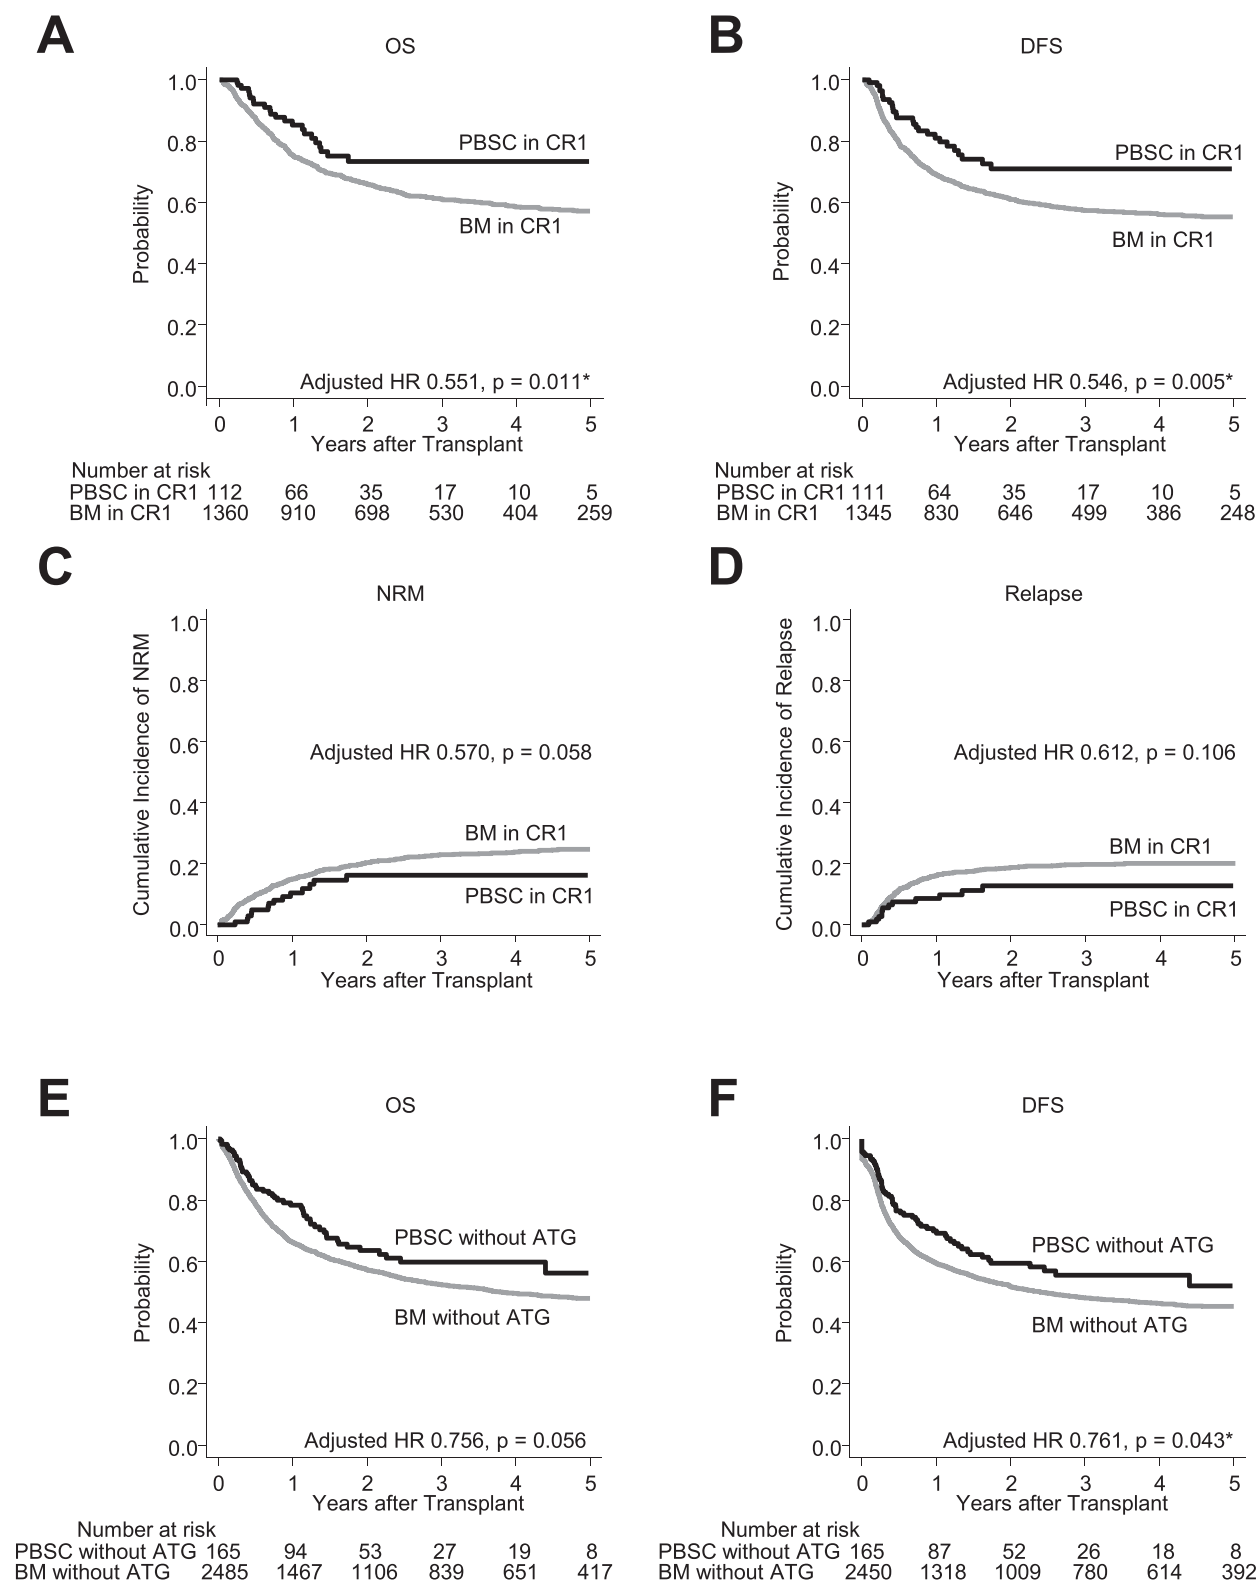 A
OS
1.0
0.8
0.6
0.4
0.2
0.0
Probability
PBSC in CR1
BM in CR1
Adjusted HR 0.551, p = 0.011*
0 1 2 3 4 5
Years after Transplant
Number at risk
PBSC in CR1 112 66 35 17 10 5
BM in CR1 1360 910 698 530 404 259
B
DFS
1.0
0.8
0.6
0.4
0.2
0.0
Probability
PBSC in CR1
BM in CR1
Adjusted HR 0.546, p = 0.005*
0 1 2 3 4 5
Years after Transplant
Number at risk
PBSC in CR1 111 64 35 17 10 5
BM in CR1 1345 830 646 499 386 248
C
NRM
1.0
0.8
0.6
0.4
0.2
0.0
Cumulative Incidence of NRM
Adjusted HR 0.570, p = 0.058
BM in CR1
PBSC in CR1
0 1 2 3 4 5
Years after Transplant
D
Relapse
1.0
0.8
0.6
0.4
0.2
0.0
Cumulative Incidence of Relapse
Adjusted HR 0.612, p = 0.106
BM in CR1
PBSC in CR1
0 1 2 3 4 5
Years after Transplant
E
OS
1.0
0.8
0.6
0.4
0.2
0.0
Probability
PBSC without ATG
BM without ATG
Adjusted HR 0.756, p = 0.056
0 1 2 3 4 5
Years after Transplant
Number at risk
PBSC without ATG 165 94 53 27 19 8
BM without ATG 2485 1467 1106 839 651 417
F
DFS
1.0
0.8
0.6
0.4
0.2
0.0
Probability
PBSC without ATG
BM without ATG
Adjusted HR 0.761, p = 0.043*
0 1 2 3 4 5
Years after Transplant
Number at risk
PBSC without ATG 165 87 52 26 18 8
BM without ATG 2450 1318 1009 780 614 392